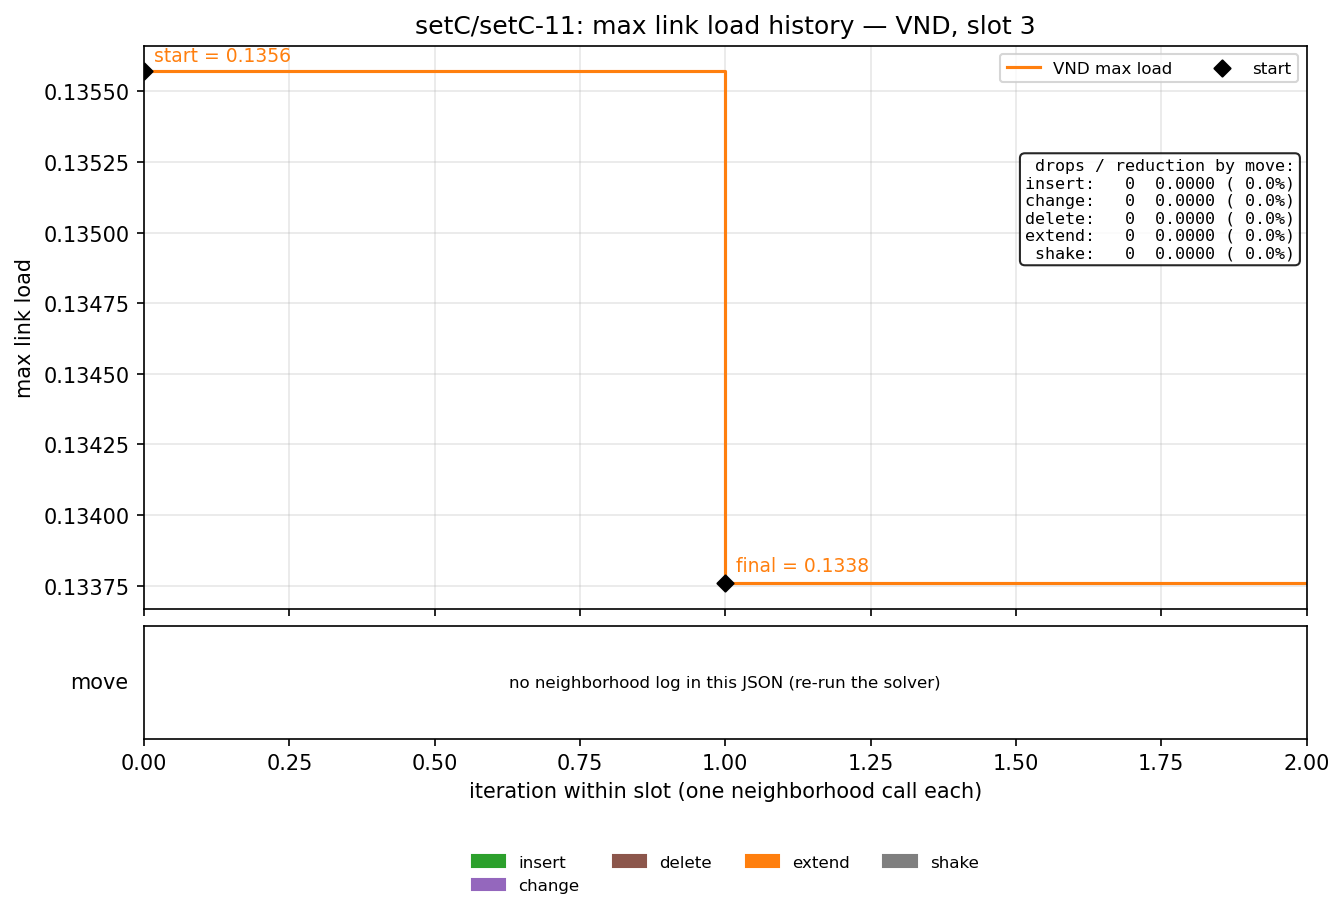 setC/setC-11: max link load history — VND, slot 3
start = 0.1356
VND max load start
drops / reduction by move:
insert: 0 0.0000 ( 0.0%)
change: 0 0.0000 ( 0.0%)
delete: 0 0.0000 ( 0.0%)
extend: 0 0.0000 ( 0.0%)
shake: 0 0.0000 ( 0.0%)
max link load
0.13550
0.13525
0.13500
0.13475
0.13450
0.13425
0.13400
0.13375
final = 0.1338
move
no neighborhood log in this JSON (re-run the solver)
0.00 0.25 0.50 0.75 1.00 1.25 1.50 1.75 2.00
iteration within slot (one neighborhood call each)
insert delete extend shake
change